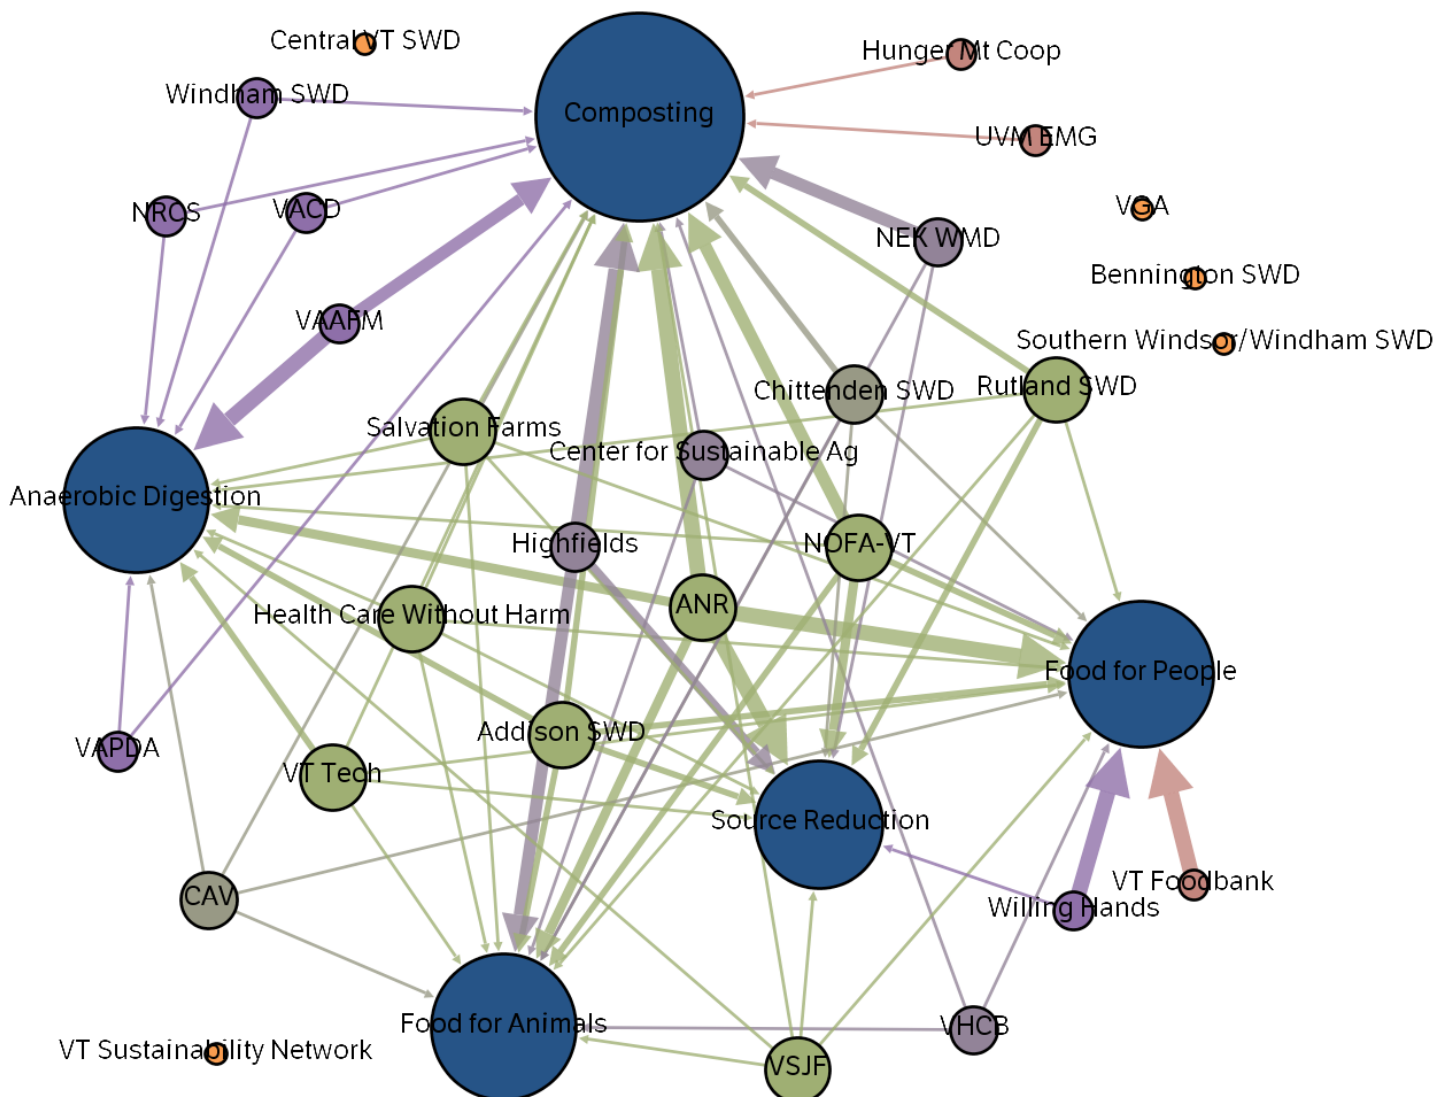 Central VT SWD
Hunger Mt Coop
Windham SWD
Composting
UVM EMG
NRCS
VACD
VGA
NEK WMD
Bennington SWD
VAAFM
Southern Windsor/Windham SWD
Chittenden SWD
Rutland SWD
Salvation Farms
Center for Sustainable Ag
Anaerobic Digestion
Highfields
NOFA-VT
Health Care Without Harm
ANR
Food for People
Addison SWD
VAPDA
VT Tech
Source Reduction
VT Foodbank
CAV
Willing Hands
Food for Animals
VHCB
VT Sustainability Network
VSJF